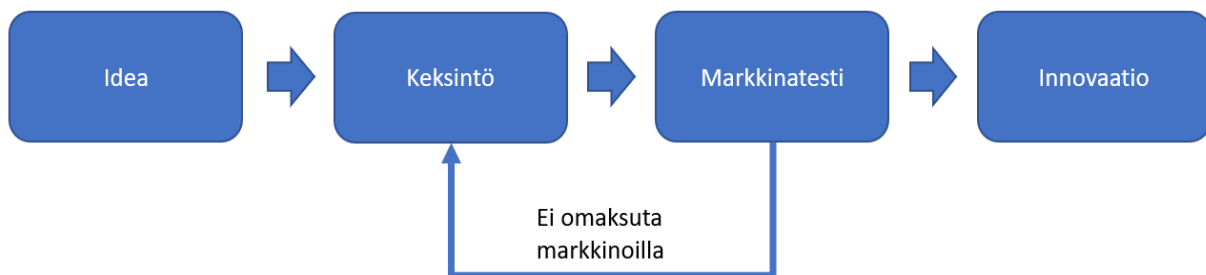 Idea
Keksintö
Markkinatesti
Innovaatio
Ei omaksuta
markkinoilla